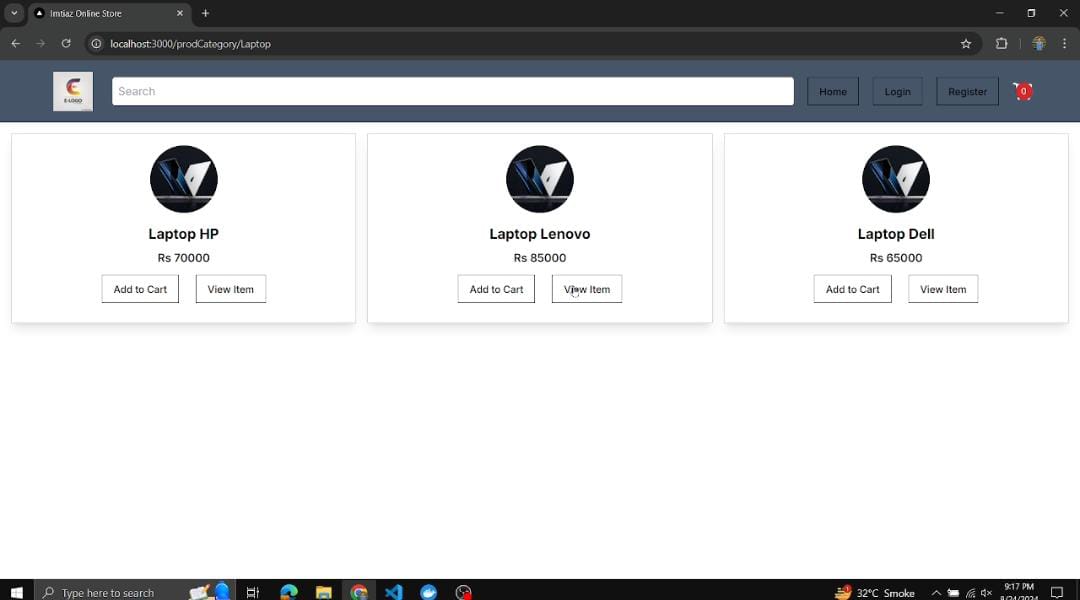 Imtiaz Online Store
localhost:3000/prodCategory/Laptop
E-LOGO
Search
Home
Login
Register
0
Laptop HP
Rs 70000
Add to Cart
View Item
Laptop Lenovo
Rs 85000
Add to Cart
View Item
Laptop Dell
Rs 65000
Add to Cart
View Item
Type here to search
1
32°C Smoke
9:17 PM
8/24/2024